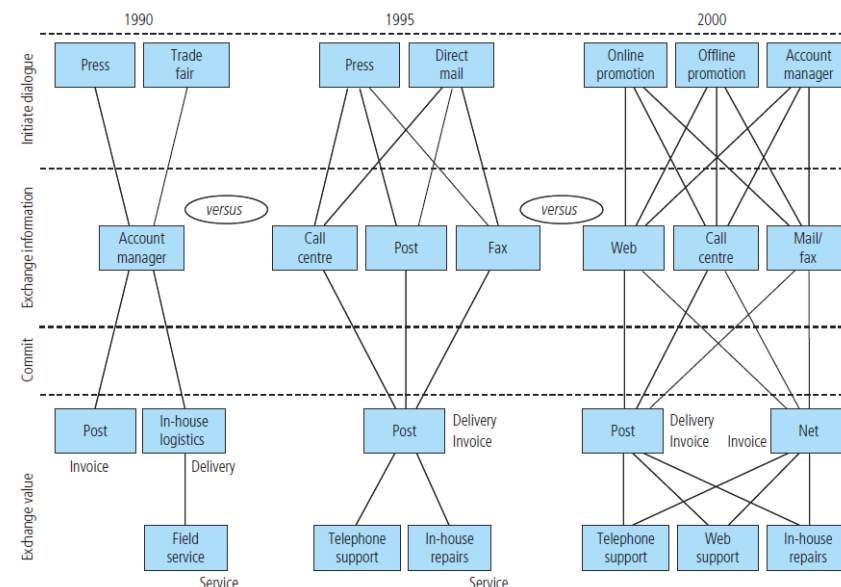 1990
1995
2000
Initiate dialogue
Press
Trade
fair
Press
Direct
mail
Online
promotion
Offline
promotion
Account
manager
Exchange information
versus
versus
Account
manager
Call
centre
Post
Fax
Web
Call
centre
Mail/
fax
Commit
Exchange value
Post
In-house
logistics
Invoice
Delivery
Post
Delivery
Invoice
Post
Delivery
Invoice
Invoice
Net
Field
service
Service
Telephone
support
In-house
repairs
Service
Telephone
support
Web
support
In-house
repairs